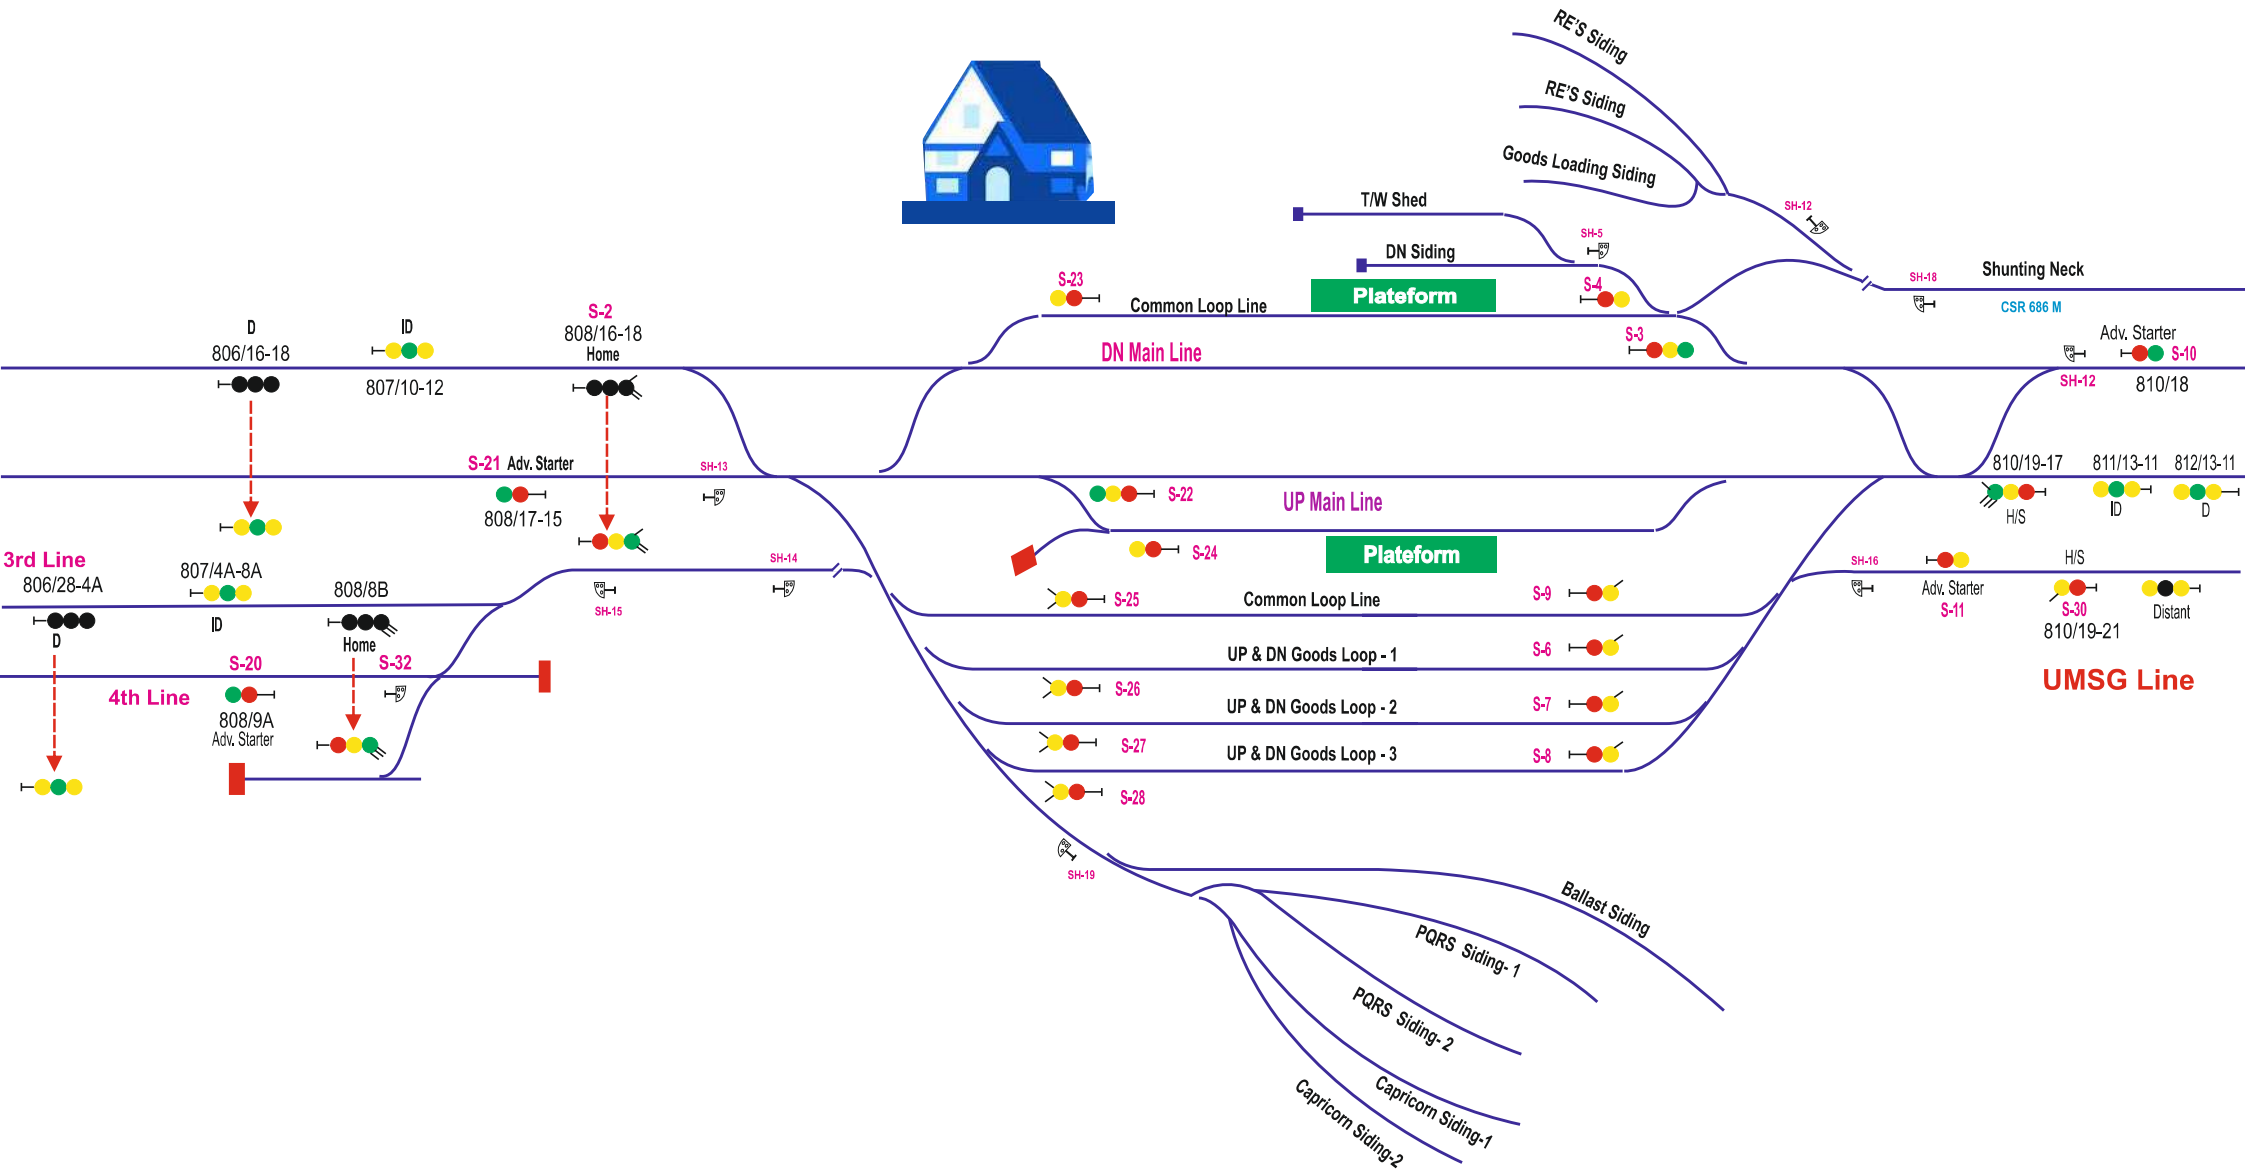 RE'S Siding
RE'S Siding
Goods Loading Siding
T/W Shed
SH-12
SH-5
DN Siding
S-23
S-4
Plateform
Common Loop Line
SH-18
Shunting Neck
CSR 686 M
S-2
808/16-18
Home
D
806/16-18
ID
807/10-12
DN Main Line
S-3
Adv. Starter
S-10
SH-12
810/18
S-21 Adv. Starter
808/17-15
SH-13
S-22
UP Main Line
810/19-17
H/S
811/13-11
ID
812/13-11
D
3rd Line
806/28-4A
D
807/4A-8A
ID
808/8B
Home
SH-14
SH-15
S-24
Plateform
SH-16
Adv. Starter
S-11
H/S
S-30
810/19-21
Distant
S-25
Common Loop Line
S-9
S-20
S-32
4th Line
808/9A
Adv. Starter
UP & DN Goods Loop - 1
S-6
UMSG Line
S-26
UP & DN Goods Loop - 2
S-7
S-27
UP & DN Goods Loop - 3
S-8
S-28
SH-19
Ballast Siding
PQRS Siding- 1
PQRS Siding- 2
Capricorn Siding-1
Capricorn Siding-2